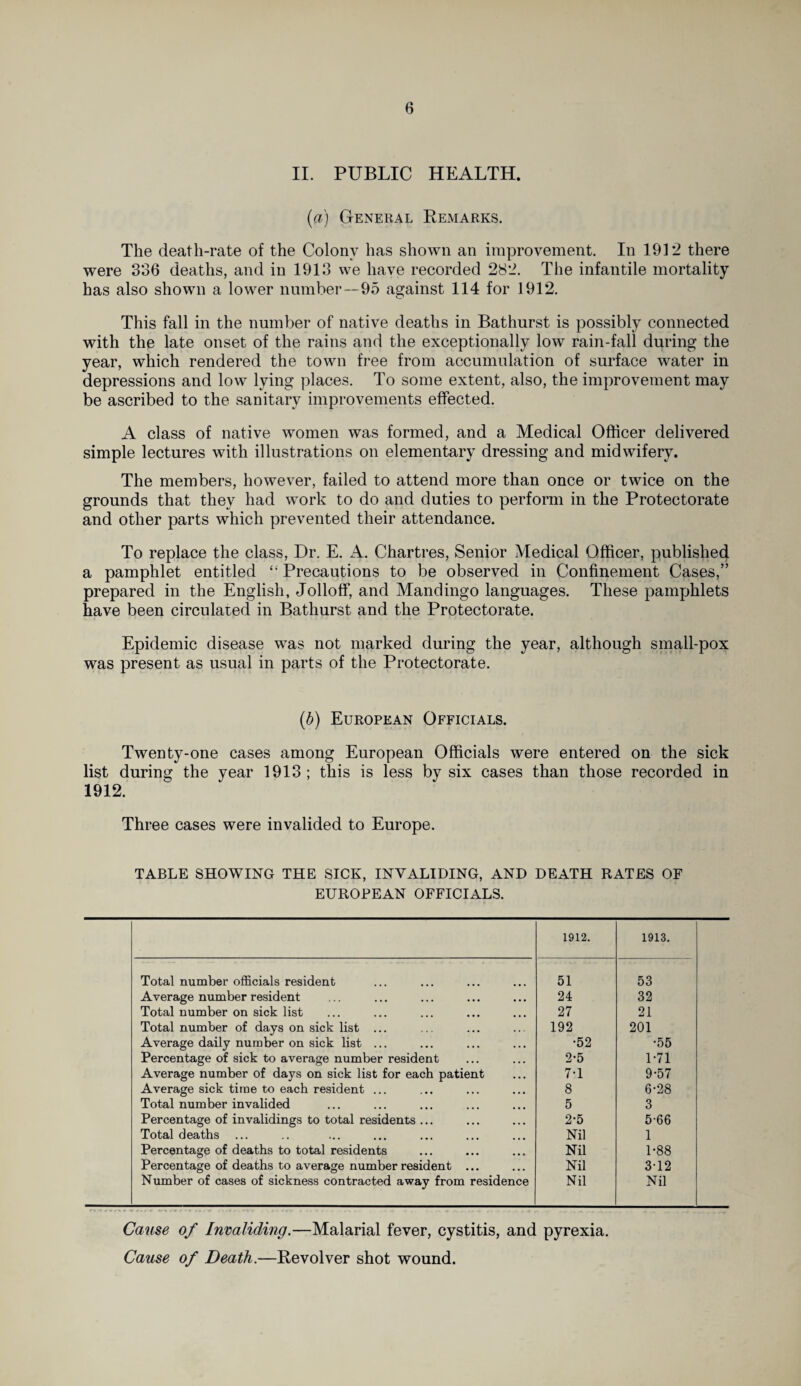 6
II. PUBLIC HEALTH.
(a) General Remarks.
The death-rate of the Colony has shown an improvement. In 1912 there
were 336 deaths, and in 1913 we have recorded 282. The infantile mortality
has also shown a lower number—95 against 114 for 1912.
This fall in the number of native deaths in Bathurst is possibly connected
with the late onset of the rains and the exceptionally low rain-fall during the
year, which rendered the town free from accumulation of surface water in
depressions and low lying places. To some extent, also, the improvement may
be ascribed to the sanitary improvements effected.
A class of native women was formed, and a Medical Officer delivered
simple lectures with illustrations on elementary dressing and midwifery.
The members, however, failed to attend more than once or twice on the
grounds that they had work to do and duties to perform in the Protectorate
and other parts which prevented their attendance.
To replace the class, Dr. E. A. Chartres, Senior Medical Officer, published
a pamphlet entitled “Precautions to be observed in Confinement Cases,”
prepared in the English, Jolloff, and Mandingo languages. These pamphlets
have been circulated in Bathurst and the Protectorate.
Epidemic disease was not marked during the year, although small-pox
was present as usual in parts of the Protectorate.
(b) European Officials.
Twenty-one cases among European Officials were entered on the sick
list during the year 1913; this is less by six cases than those recorded in
1912.
Three cases were invalided to Europe.
TABLE SHOWING THE SICK, INVALIDING, AND DEATH RATES OF
EUROPEAN OFFICIALS.
1912. 1913.
Total number officials resident ... ... ... ... 51 53
Average number resident ... ... ... ... ... 24 32
Total number on sick list ... ... ... ... ... 27 21
Total number of days on sick list ... ... ... ... 192 201
Average daily number on sick list ... ... ... ... ·52 ·55
Percentage of sick to average number resident ... ... 2·5 1·71
Average number of days on sick list for each patient ... 7·1 9·57
Average sick time to each resident ... ... ... ... 8 6·28
Total number invalided ... ... ... ... ... 5 3
Percentage of invalidings to total residents ... ... ... 2·5 5·66
Total deaths ... ... ... ... ... ... ... Nil 1
Percentage of deaths to total residents ... ... ... Nil 1·88
Percentage of deaths to average number resident ... ... Nil 3·12
Number of cases of sickness contracted away from residence Nil Nil
Cause of Invaliding.—Malarial fever, cystitis, and pyrexia.
Cause of Death.—Revolver shot wound.